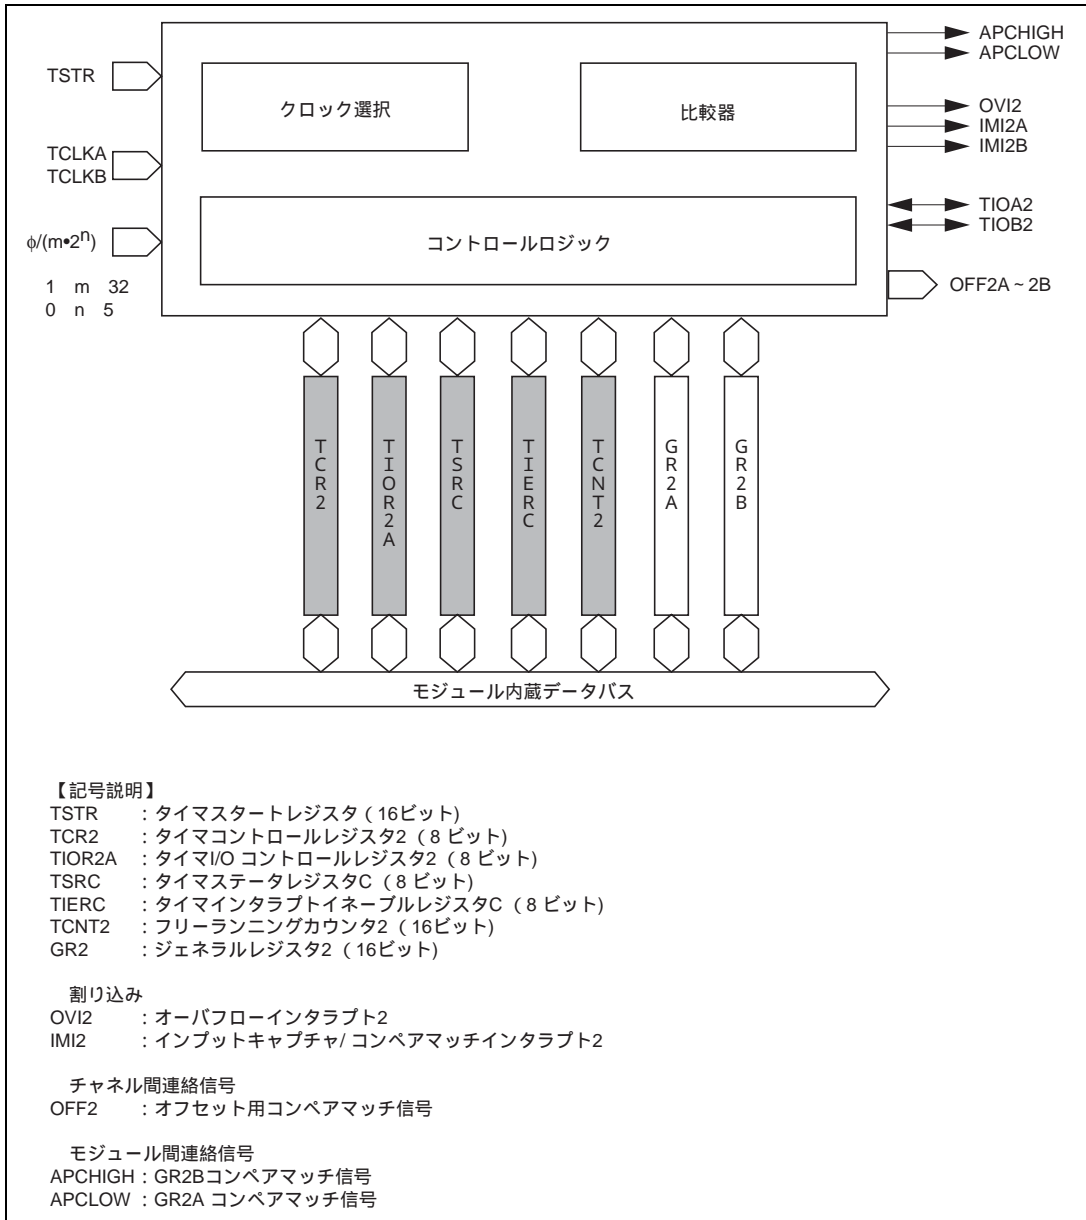 TSTR
TCLKA
TCLKB
φ/(m•2n)
1 m 32
0 n 5
クロック選択
比較器
コントロールロジック
APCHIGH
APCLOW
OVI2
IMI2A
IMI2B
TIOA2
TIOB2
OFF2A ~ 2B
TCR2
TIOR2A
TSRC
TIERC
TCNT2
GR2A
GR2B
モジュール内蔵データバス
【記号説明】
TSTR : タイマスタートレジスタ ( 16ビット)
TCR2 : タイマコントロールレジスタ2 ( 8 ビット)
TIOR2A : タイマI/O コントロールレジスタ2 ( 8 ビット)
TSRC : タイマステータレジスタC ( 8 ビット)
TIERC : タイマインタラプトイネーブルレジスタC ( 8 ビット)
TCNT2 : フリーランニングカウンタ2 ( 16ビット)
GR2 : ジェネラルレジスタ2 ( 16ビット)
割り込み
OVI2 : オーバフローインタラプト2
IMI2 : インプットキャプチャ/ コンペアマッチインタラプト2
チャネル間連絡信号
OFF2 : オフセット用コンペアマッチ信号
モジュール間連絡信号
APCHIGH : GR2Bコンペアマッチ信号
APCLOW : GR2A コンペアマッチ信号